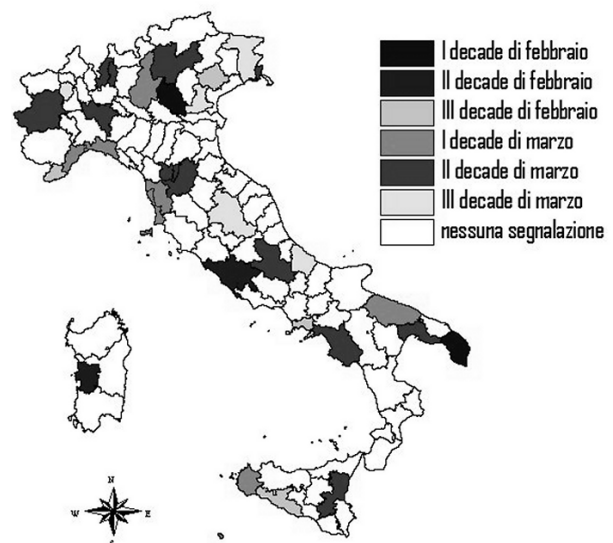 I decade di febbraio
II decade di febbraio
III decade di febbraio
I decade di marzo
II decade di marzo
III decade di marzo
nessuna segnalazione
N
W E
S